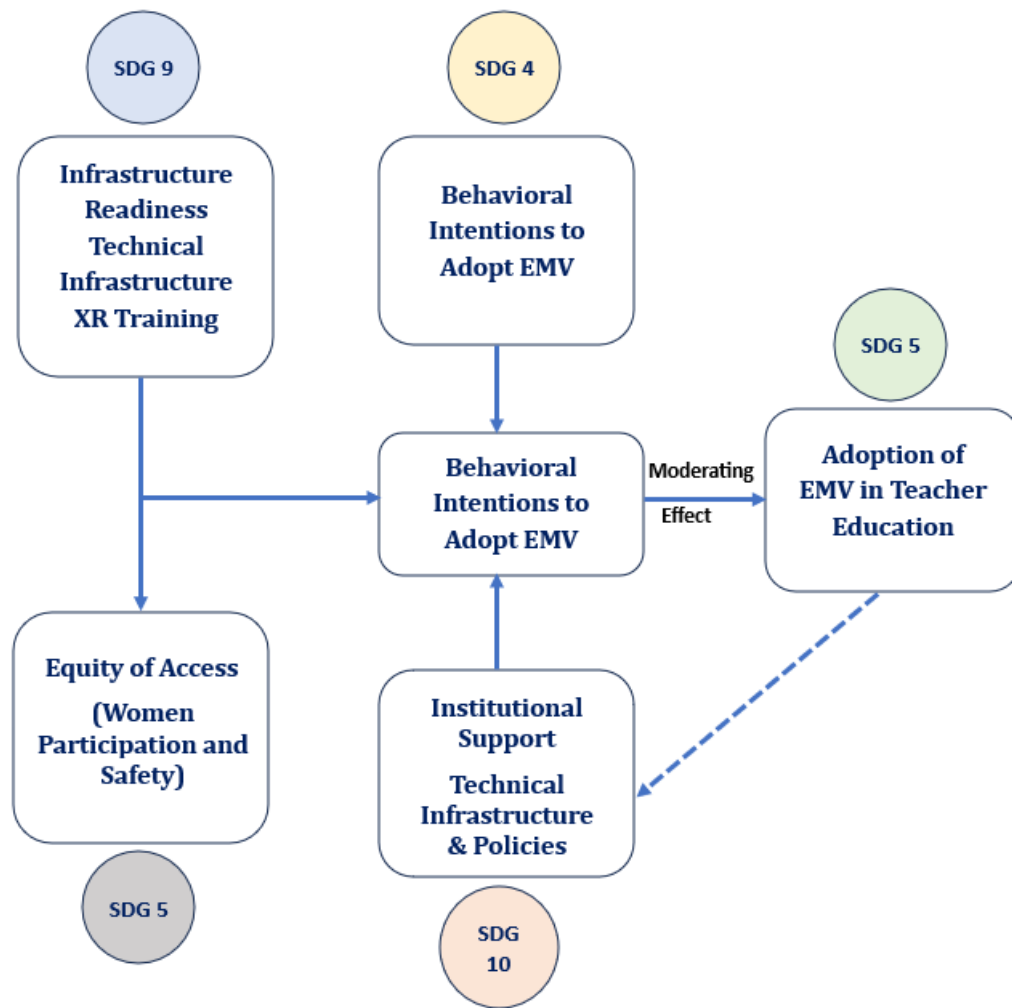 SDG 9
SDG 4
Infrastructure
Readiness
Technical
Infrastructure
XR Training
Behavioral
Intentions to
Adopt EMV
SDG 5
Behavioral
Intentions to
Adopt EMV
Moderating
Effect
Adoption of
EMV in Teacher
Education
Equity of Access
(Women
Participation and
Safety)
Institutional
Support
Technical
Infrastructure
& Policies
SDG 5
SDG
10